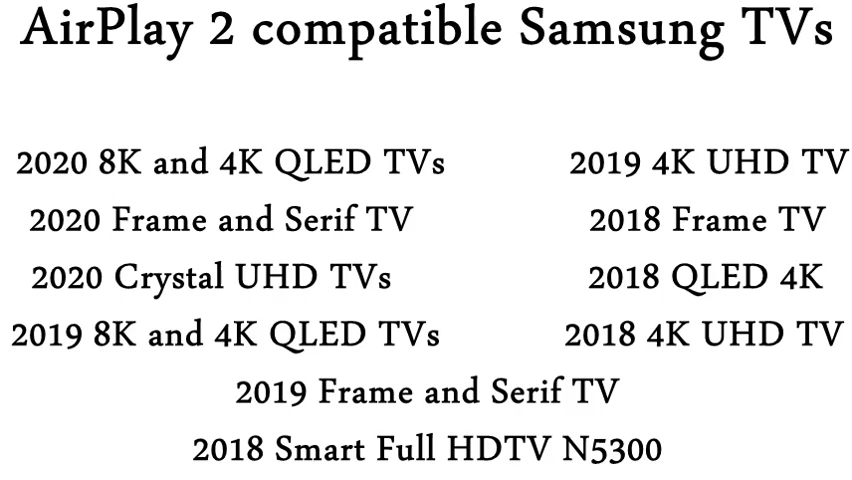 AirPlay 2 compatible Samsung TVs
2020 8K and 4K QLED TVs
2020 Frame and Serif TV
2020 Crystal UHD TVs
2019 8K and 4K QLED TVs
2019 4K UHD TV
2018 Frame TV
2018 QLED 4K
2018 4K UHD TV
2019 Frame and Serif TV
2018 Smart Full HDTV N5300